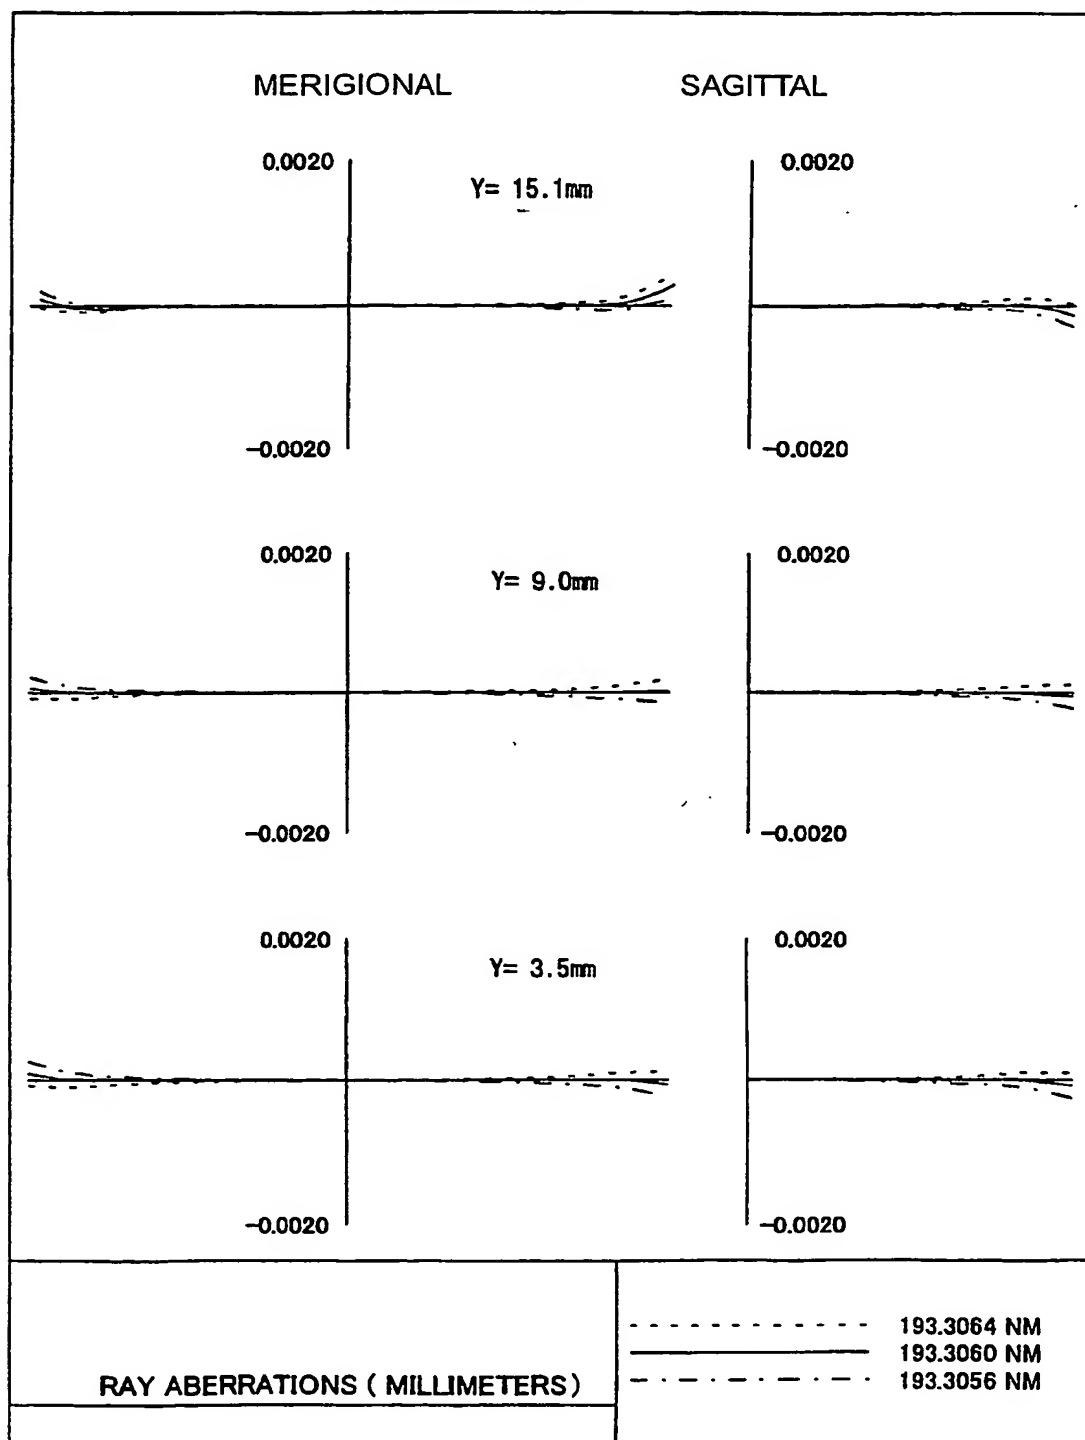 MERIGIONAL SAGITTAL
0.0020 0.0020
Y= 15.1mm
-0.0020 -0.0020
0.0020 0.0020
Y= 9.0mm
-0.0020 -0.0020
0.0020 0.0020
Y= 3.5mm
-0.0020 -0.0020
193.3064 NM
193.3060 NM
193.3056 NM
RAY ABERRATIONS ( MILLIMETERS )